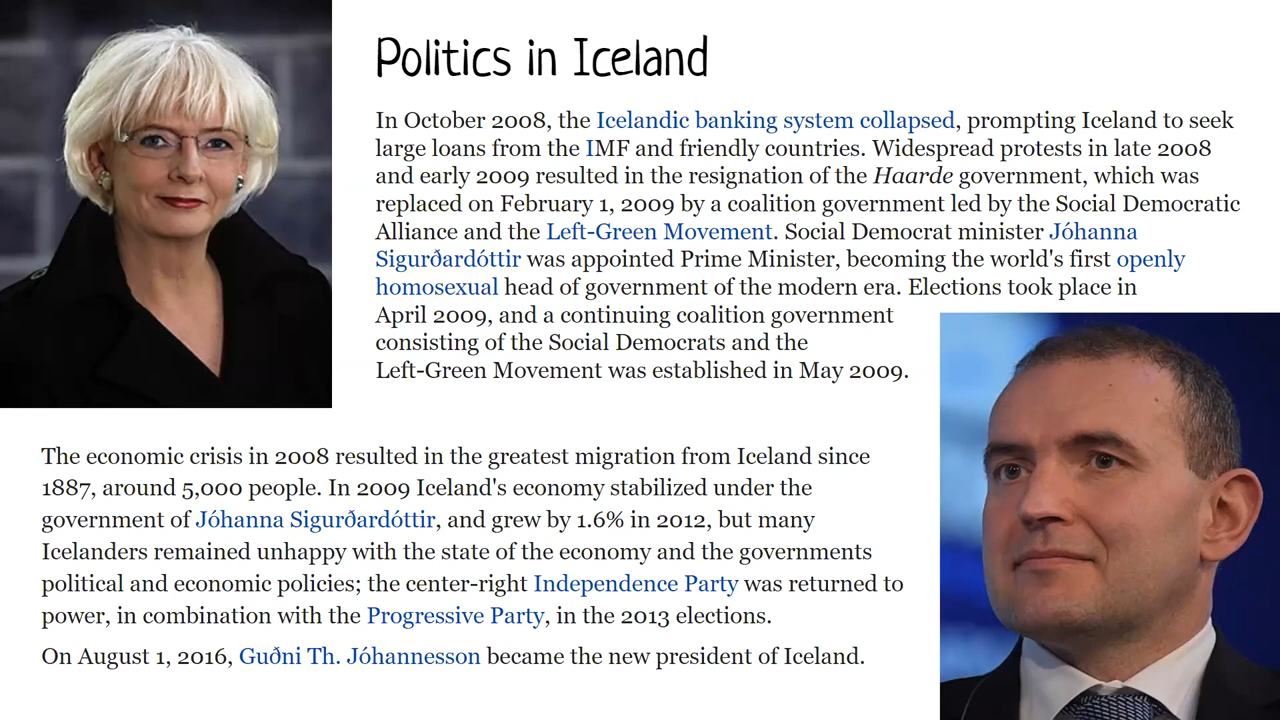 Politics in Iceland
In October 2008, the Icelandic banking system collapsed, prompting Iceland to seek
large loans from the IMF and friendly countries. Widespread protests in late 2008
and early 2009 resulted in the resignation of the Haarde government, which was
replaced on February 1, 2009 by a coalition government led by the Social Democratic
Alliance and the Left-Green Movement. Social Democrat minister Jóhanna
Sigurðardóttir was appointed Prime Minister, becoming the world's first openly
homosexual head of government of the modern era. Elections took place in
April 2009, and a continuing coalition government
consisting of the Social Democrats and the
Left-Green Movement was established in May 2009.
The economic crisis in 2008 resulted in the greatest migration from Iceland since
1887, around 5,000 people. In 2009 Iceland's economy stabilized under the
government of Jóhanna Sigurðardóttir, and grew by 1.6% in 2012, but many
Icelanders remained unhappy with the state of the economy and the governments
political and economic policies; the center-right Independence Party was returned to
power, in combination with the Progressive Party, in the 2013 elections.
On August 1, 2016, Guðni Th. Jóhannesson became the new president of Iceland.